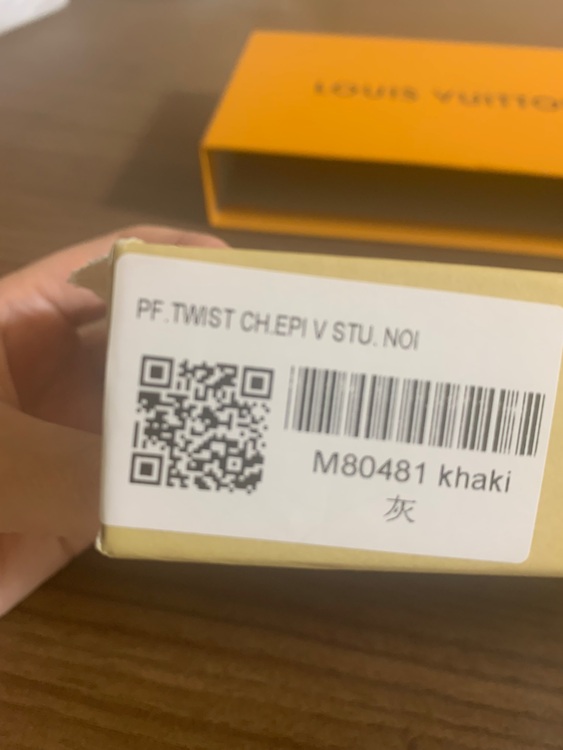 LOUIS VUITTO
PF.TWIST CH.EPI V STU. NOI
M80481 khaki
灰